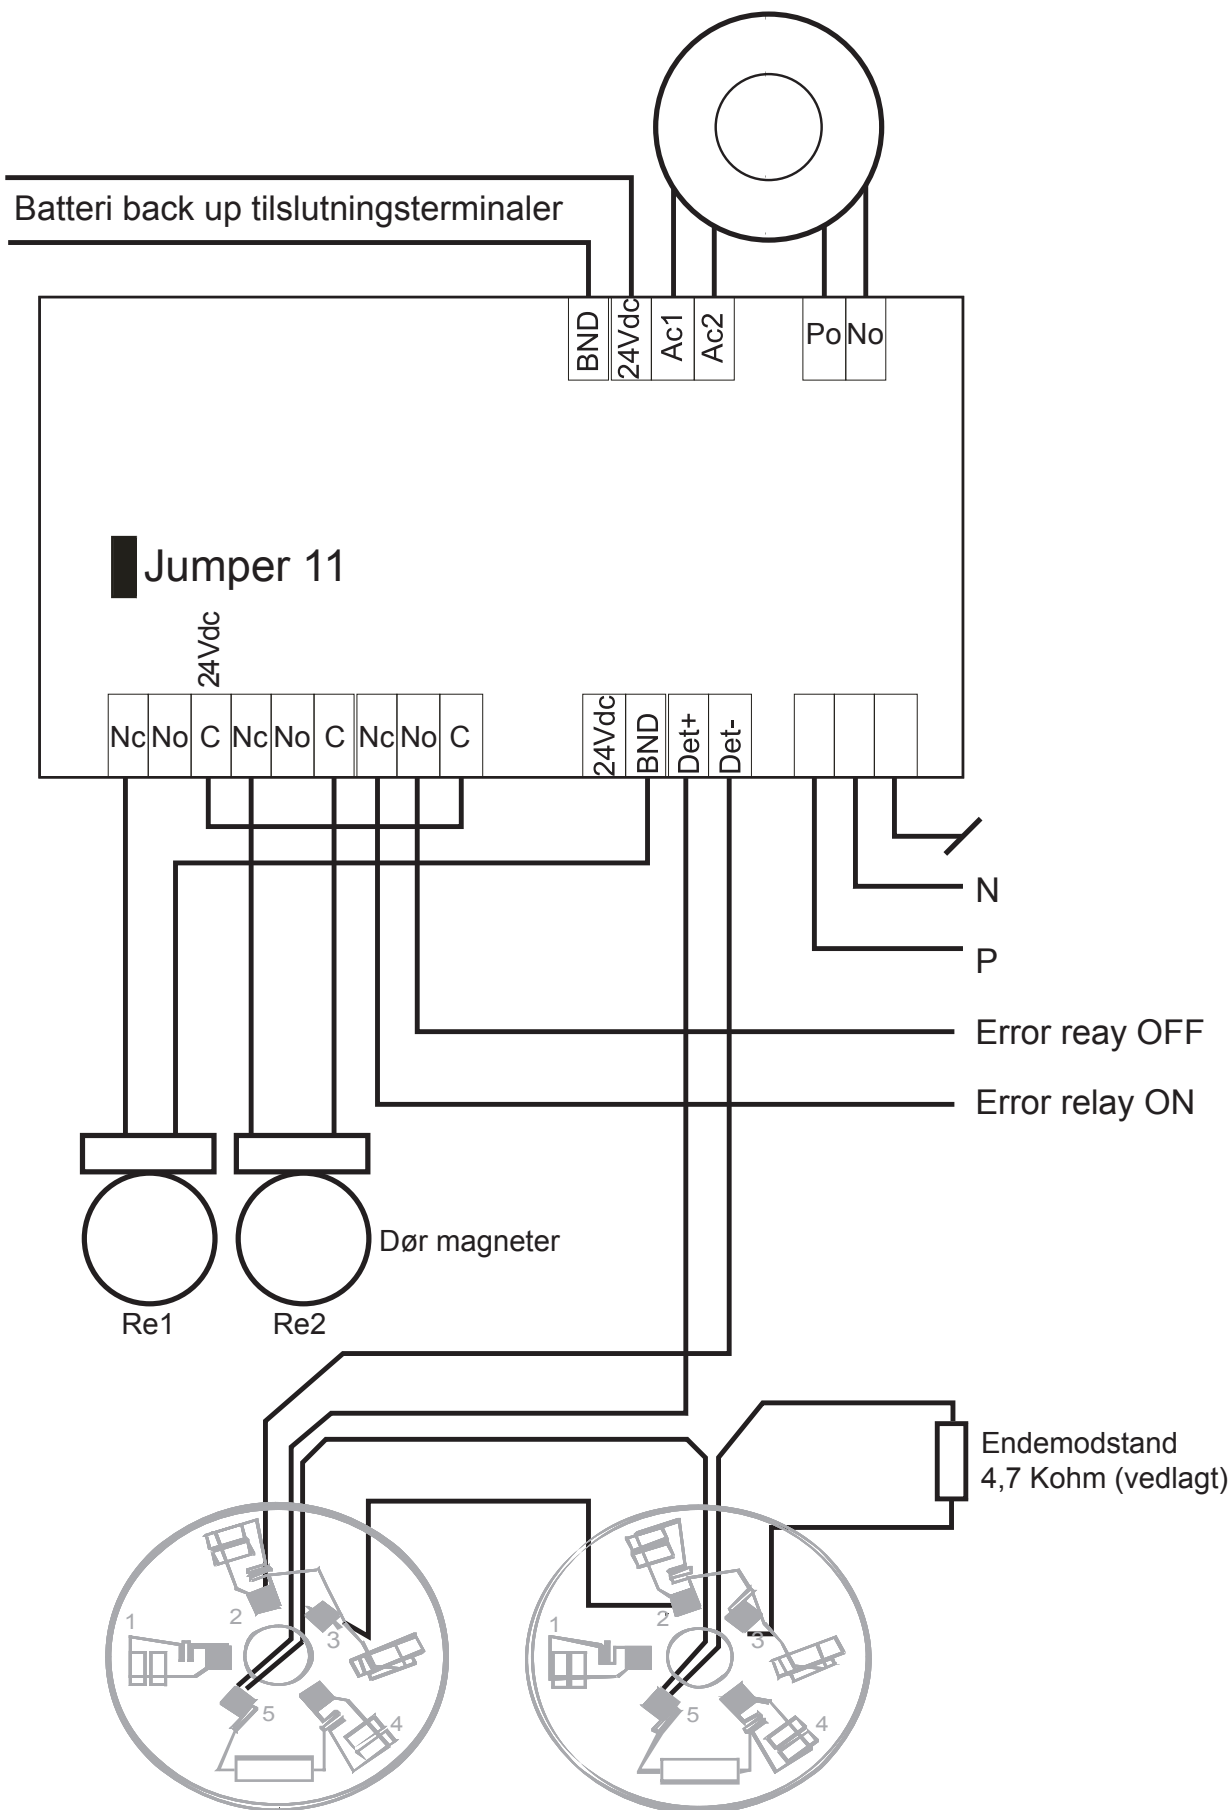 Batteri back up tilslutningsterminaler
BND
24Vdc
Ac1
Ac2
Po
No
Jumper 11
24Vdc
Nc
No
C
Nc
No
C
Nc
No
C
24Vdc
BND
Det+
Det-
N
P
Error reay OFF
Error relay ON
Dør magneter
Re1
Re2
Endemodstand
4,7 Kohm (vedlagt)
1
2
3
4
5
1
2
3
4
5